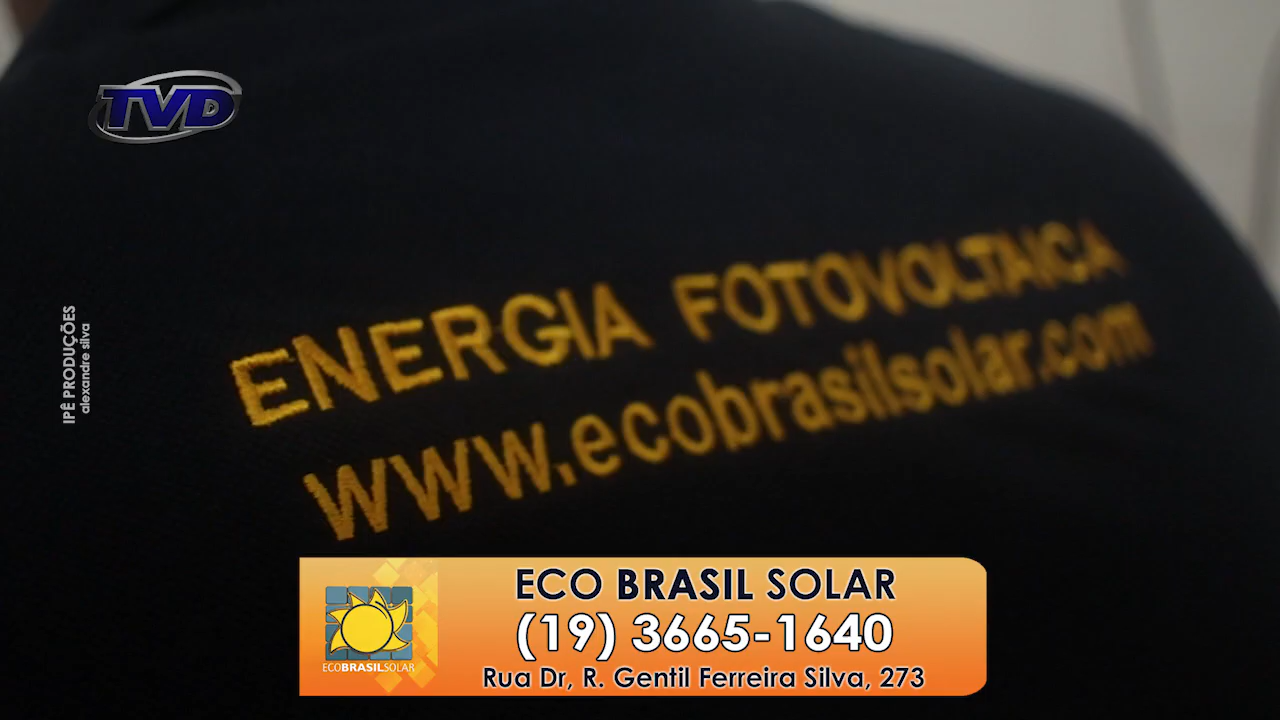 TVD
IPÊ PRODUÇÕES
alexandre silva
ENERGIA FOTOVOLTAICA
www.ecobrasilsolar.com
ECO BRASIL SOLAR
(19) 3665-1640
Rua Dr, R. Gentil Ferreira Silva, 273
ECOBRASILSOLAR